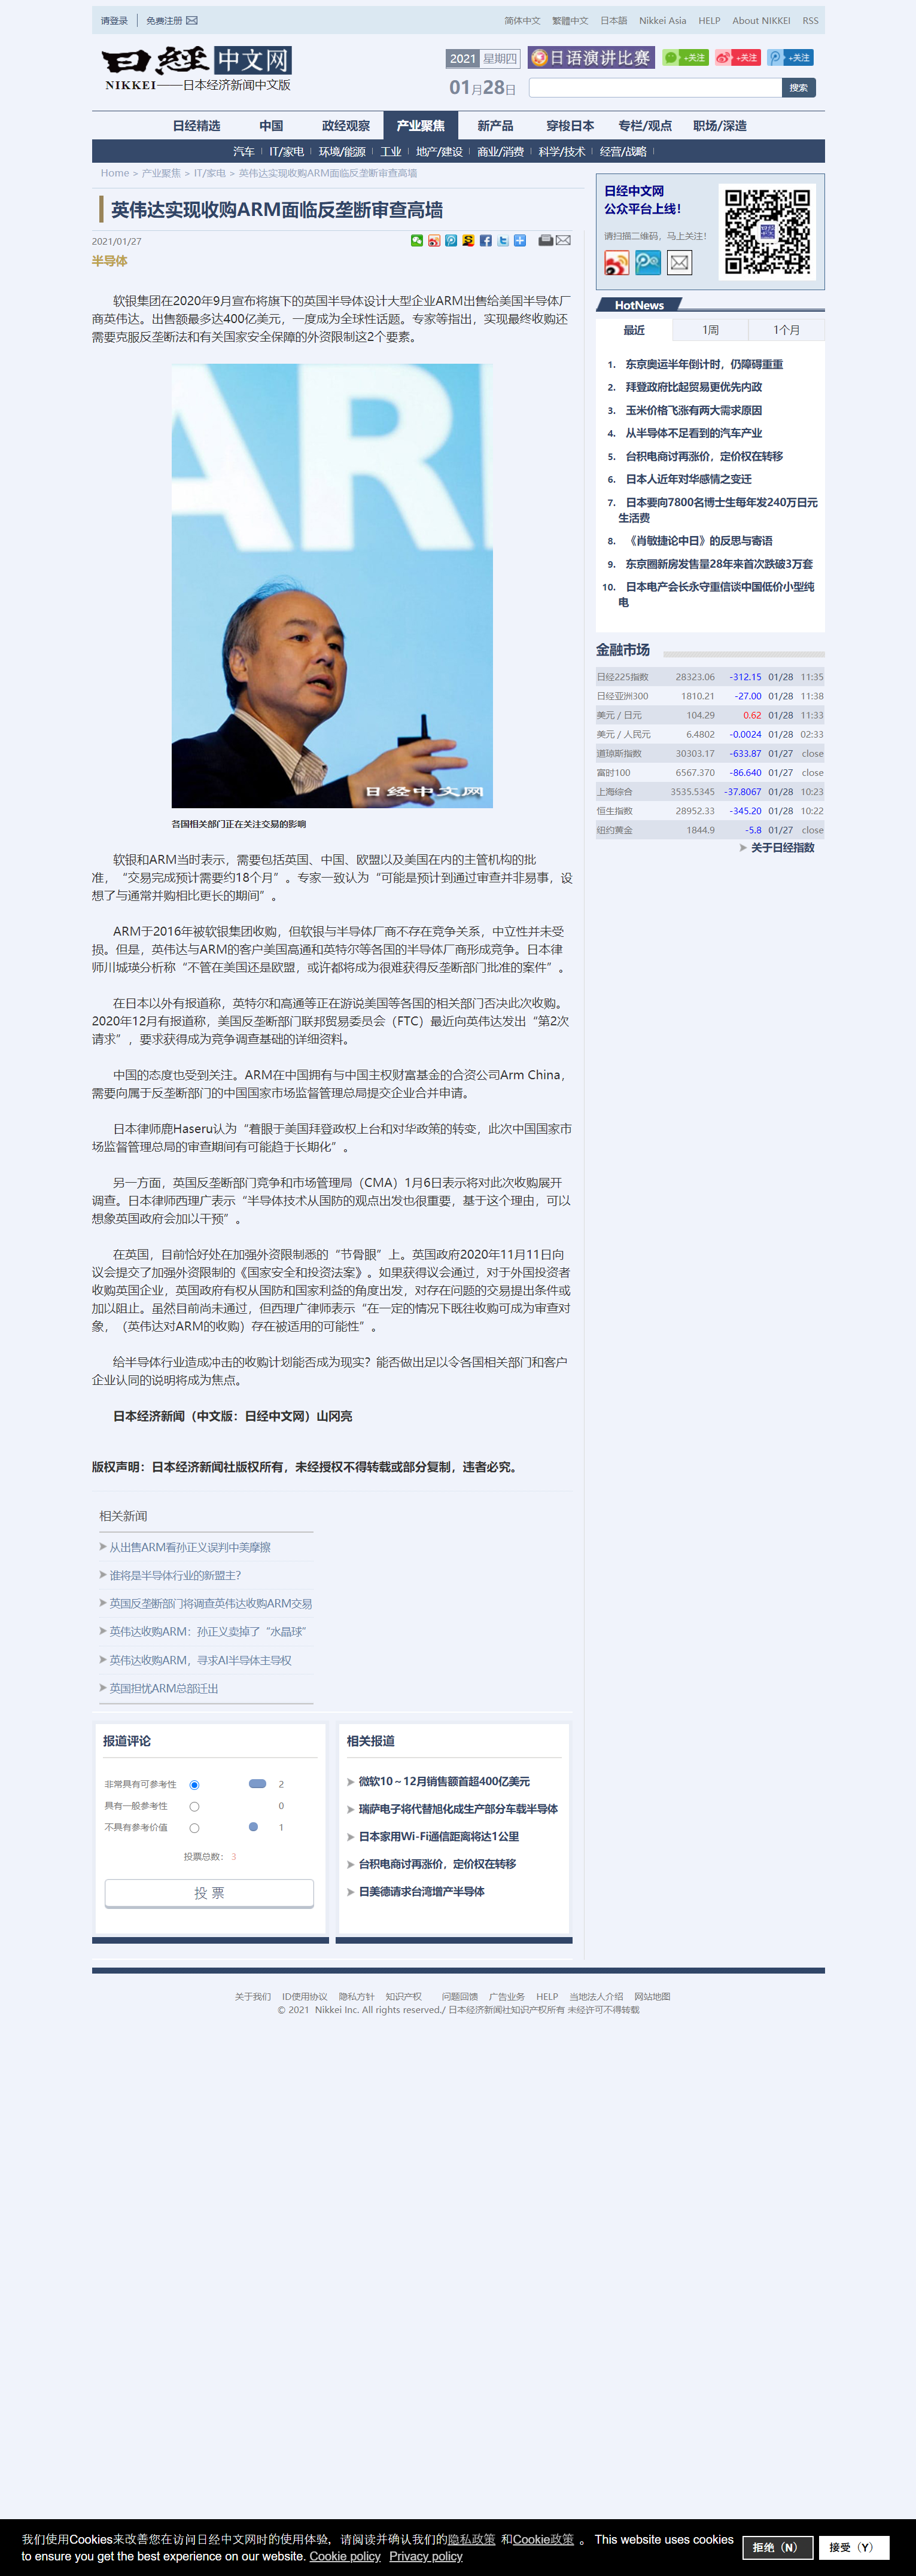 请登录 免费注册
简体中文 繁體中文 日本語 Nikkei Asia HELP About NIKKEI RSS
日経中文网
NIKKEI——日本经济新闻中文版
2021 星期四
日语演讲比赛
+关注 +关注 +关注
01月28日
搜索
日经精选 中国 政经观察 产业聚焦 新产品 穿梭日本 专栏/观点 职场/深造
汽车 IT/家电 环境/能源 工业 地产/建设 商业/消费 科学/技术 经营/战略
Home > 产业聚焦 > IT/家电 > 英伟达实现收购ARM面临反垄断审查高墙
英伟达实现收购ARM面临反垄断审查高墙
2021/01/27
半导体
软银集团在2020年9月宣布将旗下的英国半导体设计大型企业ARM出售给美国半导体厂
商英伟达。出售额最多达400亿美元，一度成为全球性话题。专家等指出，实现最终收购还
需要克服反垄断法和有关国家安全保障的外资限制这2个要素。
AR
日经中文网
各国相关部门正在关注交易的影响
软银和ARM当时表示，需要包括英国、中国、欧盟以及美国在内的主管机构的批
准，“交易完成预计需要约18个月”。专家一致认为“可能是预计到通过审查并非易事，设
想了与通常并购相比更长的期间”。
ARM于2016年被软银集团收购，但软银与半导体厂商不存在竞争关系，中立性并未受
损。但是，英伟达与ARM的客户美国高通和英特尔等各国的半导体厂商形成竞争。日本律
师川城瑛分析称“不管在美国还是欧盟，或许都将成为很难获得反垄断部门批准的案件”。
在日本以外有报道称，英特尔和高通等正在游说美国等各国的相关部门否决此次收购。
2020年12月有报道称，美国反垄断部门联邦贸易委员会（FTC）最近向英伟达发出“第2次
请求”，要求获得成为竞争调查基础的详细资料。
中国的态度也受到关注。ARM在中国拥有与中国主权财富基金的合资公司Arm China，
需要向属于反垄断部门的中国国家市场监督管理总局提交企业合并申请。
日本律师鹿Haseru认为“着眼于美国拜登政权上台和对华政策的转变，此次中国国家市
场监督管理总局的审查期间有可能趋于长期化”。
另一方面，英国反垄断部门竞争和市场管理局（CMA）1月6日表示将对此次收购展开
调查。日本律师西理广表示“半导体技术从国防的观点出发也很重要，基于这个理由，可以
想象英国政府会加以干预”。
在英国，目前恰好处在加强外资限制悉的“节骨眼”上。英国政府2020年11月11日向
议会提交了加强外资限制的《国家安全和投资法案》。如果获得议会通过，对于外国投资者
收购英国企业，英国政府有权从国防和国家利益的角度出发，对存在问题的交易提出条件或
加以阻止。虽然目前尚未通过，但西理广律师表示“在一定的情况下既往收购可成为审查对
象，（英伟达对ARM的收购）存在被适用的可能性”。
给半导体行业造成冲击的收购计划能否成为现实？能否做出足以令各国相关部门和客户
企业认同的说明将成为焦点。
日本经济新闻（中文版：日经中文网）山冈亮
版权声明：日本经济新闻社版权所有，未经授权不得转载或部分复制，违者必究。
相关新闻
从出售ARM看孙正义误判中美摩擦
谁将是半导体行业的新盟主？
英国反垄断部门将调查英伟达收购ARM交易
英伟达收购ARM：孙正义卖掉了“水晶球”
英伟达收购ARM，寻求AI半导体主导权
英国担忧ARM总部迁出
报道评论
非常具有可参考性 2
具有一般参考性 0
不具有参考价值 1
投票总数： 3
投 票
相关报道
微软10～12月销售额首超400亿美元
瑞萨电子将代替旭化成生产部分车载半导体
日本家用Wi-Fi通信距离将达1公里
台积电商讨再涨价，定价权在转移
日美德请求台湾增产半导体
日经中文网
公众平台上线！
请扫描二维码，马上关注！
HotNews
最近 1周 1个月
1. 东京奥运半年倒计时，仍障碍重重
2. 拜登政府比起贸易更优先内政
3. 玉米价格飞涨有两大需求原因
4. 从半导体不足看到的汽车产业
5. 台积电商讨再涨价，定价权在转移
6. 日本人近年对华感情之变迁
7. 日本要向7800名博士生每年发240万日元
生活费
8. 《肖敏捷论中日》的反思与寄语
9. 东京圈新房发售量28年来首次跌破3万套
10. 日本电产会长永守重信谈中国低价小型纯
电
金融市场
日经225指数 28323.06 -312.15 01/28 11:35
日经亚洲300 1810.21 -27.00 01/28 11:38
美元 / 日元 104.29 0.62 01/28 11:33
美元 / 人民元 6.4802 -0.0024 01/28 02:33
道琼斯指数 30303.17 -633.87 01/27 close
富时100 6567.370 -86.640 01/27 close
上海综合 3535.5345 -37.8067 01/28 10:23
恒生指数 28952.33 -345.20 01/28 10:22
纽约黄金 1844.9 -5.8 01/27 close
关于日经指数
关于我们 ID使用协议 隐私方针 知识产权 问题回馈 广告业务 HELP 当地法人介绍 网站地图
© 2021 Nikkei Inc. All rights reserved./ 日本经济新闻社知识产权所有 未经许可不得转载
我们使用Cookies来改善您在访问日经中文网时的使用体验，请阅读并确认我们的隐私政策 和Cookie政策 。 This website uses cookies
to ensure you get the best experience on our website. Cookie policy Privacy policy
拒绝（N） 接受（Y）